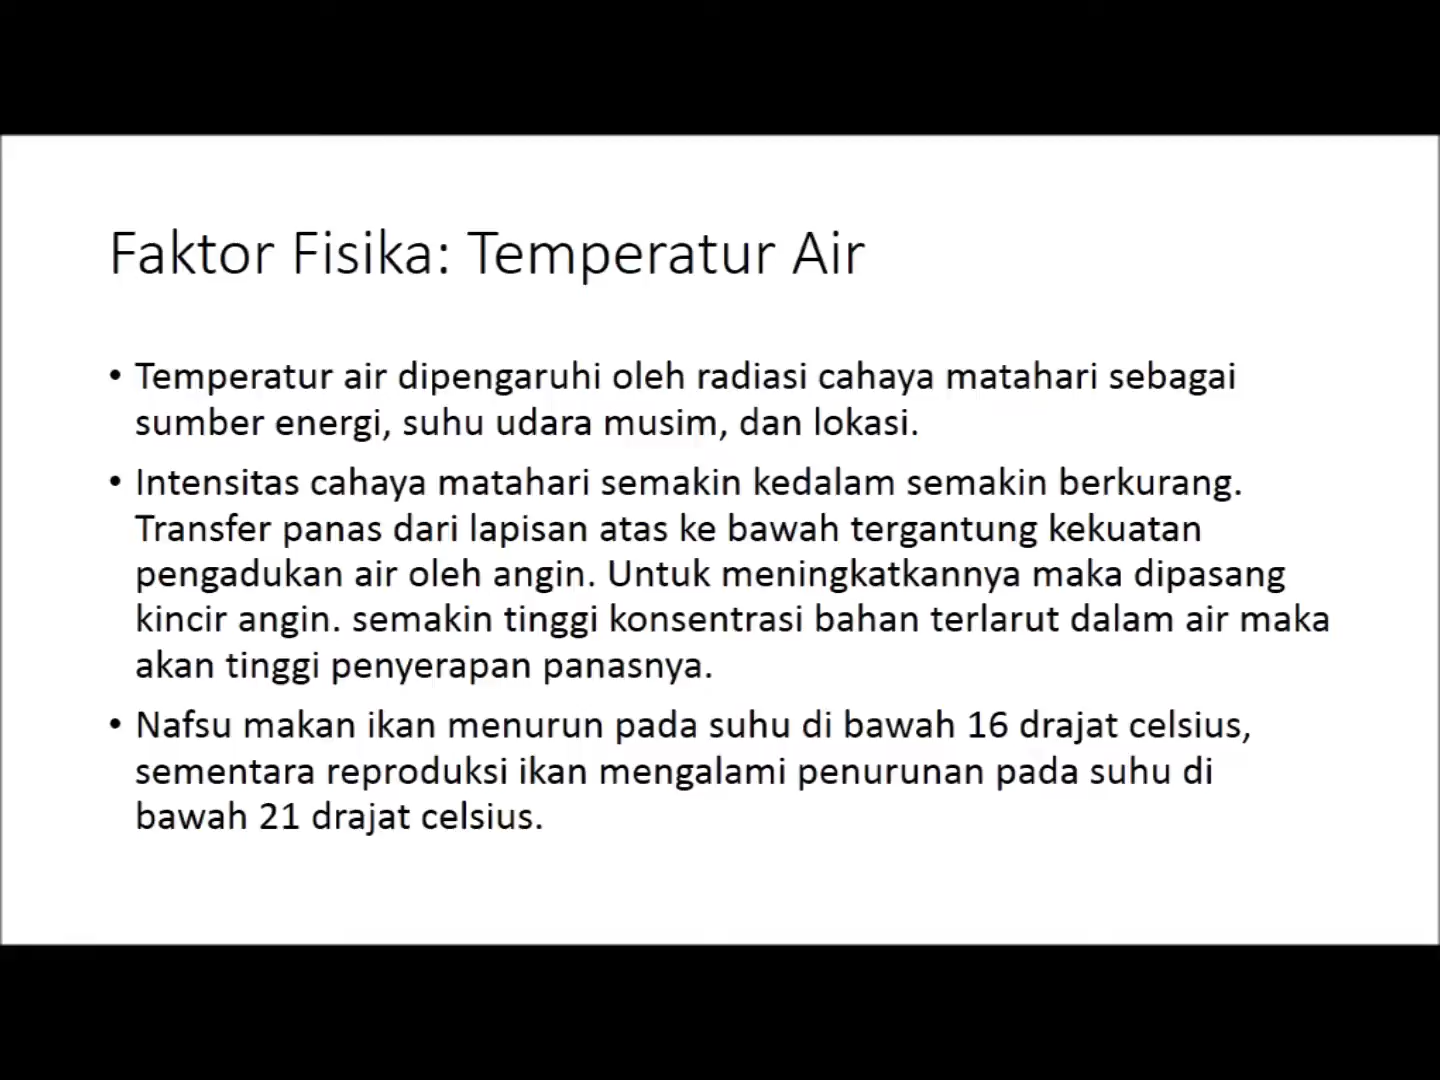 Faktor Fisika: Temperatur Air
• Temperatur air dipengaruhi oleh radiasi cahaya matahari sebagai
sumber energi, suhu udara musim, dan lokasi.
• Intensitas cahaya matahari semakin kedalam semakin berkurang.
Transfer panas dari lapisan atas ke bawah tergantung kekuatan
pengadukan air oleh angin. Untuk meningkatkannya maka dipasang
kincir angin. semakin tinggi konsentrasi bahan terlarut dalam air maka
akan tinggi penyerapan panasnya.
• Nafsu makan ikan menurun pada suhu di bawah 16 drajat celsius,
sementara reproduksi ikan mengalami penurunan pada suhu di
bawah 21 drajat celsius.